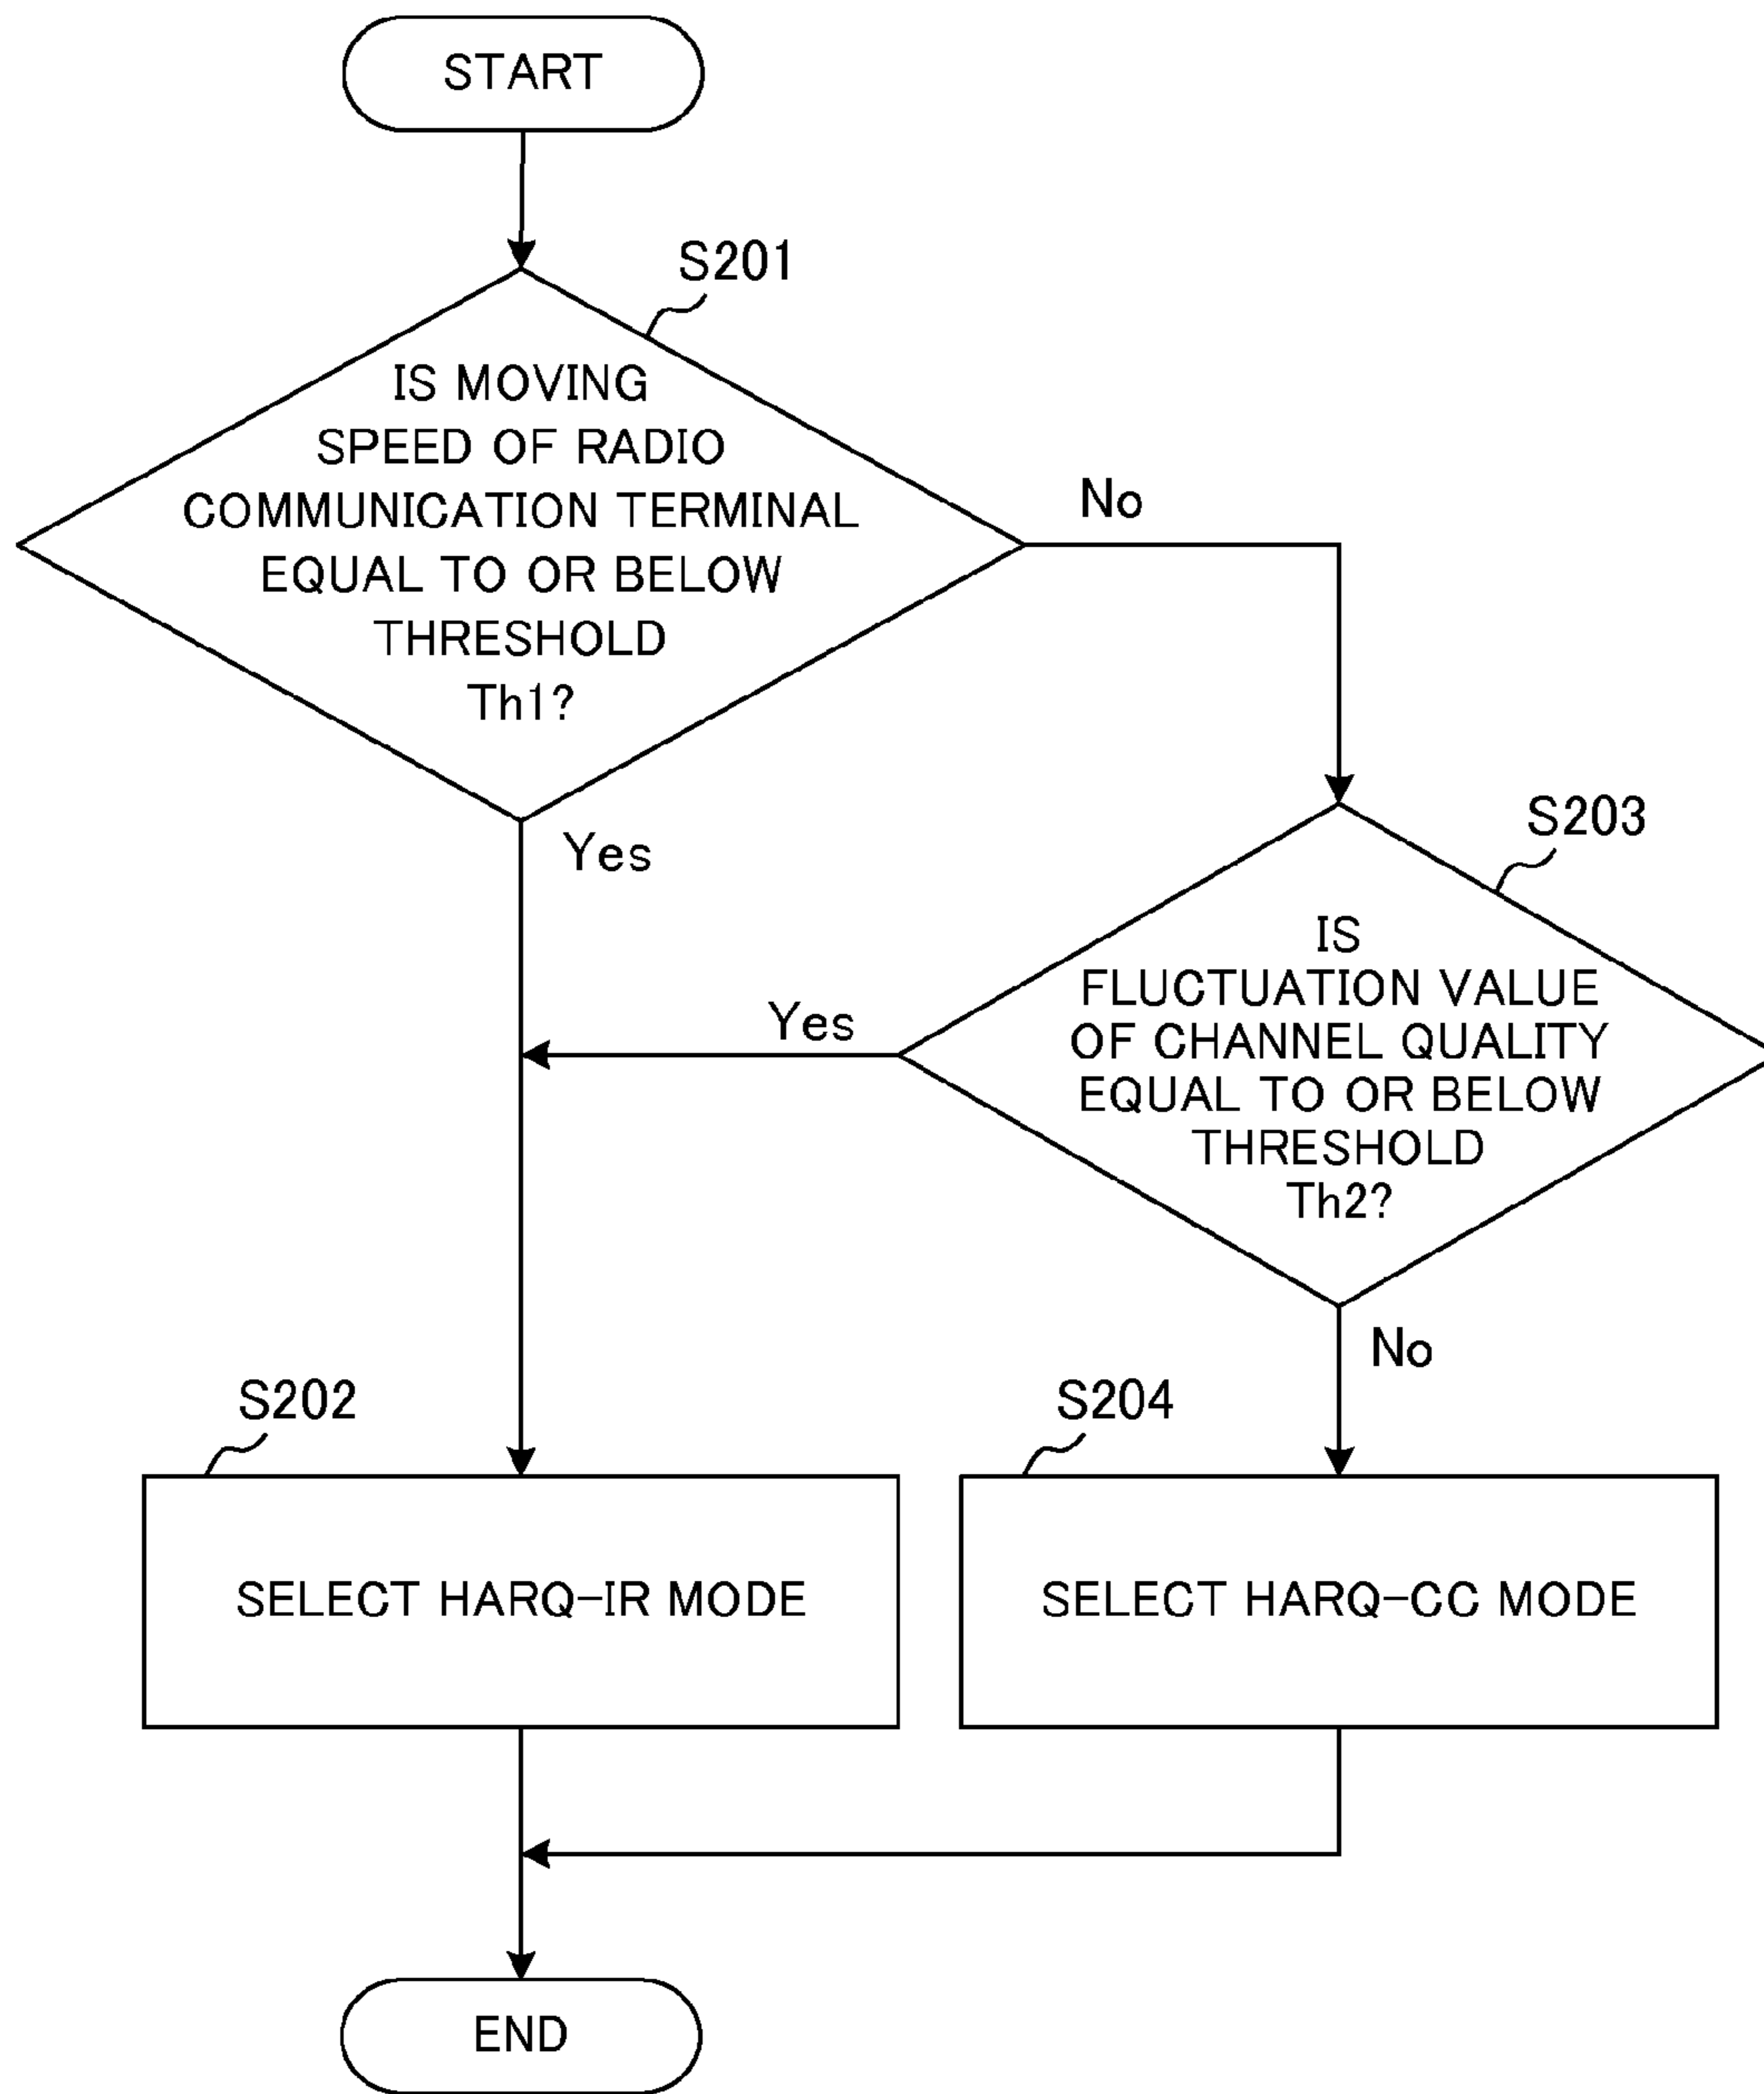 START
S201
IS MOVING
SPEED OF RADIO
COMMUNICATION TERMINAL
EQUAL TO OR BELOW
THRESHOLD
Th1?
No
Yes
S203
IS
FLUCTUATION VALUE
OF CHANNEL QUALITY
EQUAL TO OR BELOW
THRESHOLD
Th2?
Yes
No
S202
SELECT HARQ-IR MODE
S204
SELECT HARQ-CC MODE
END